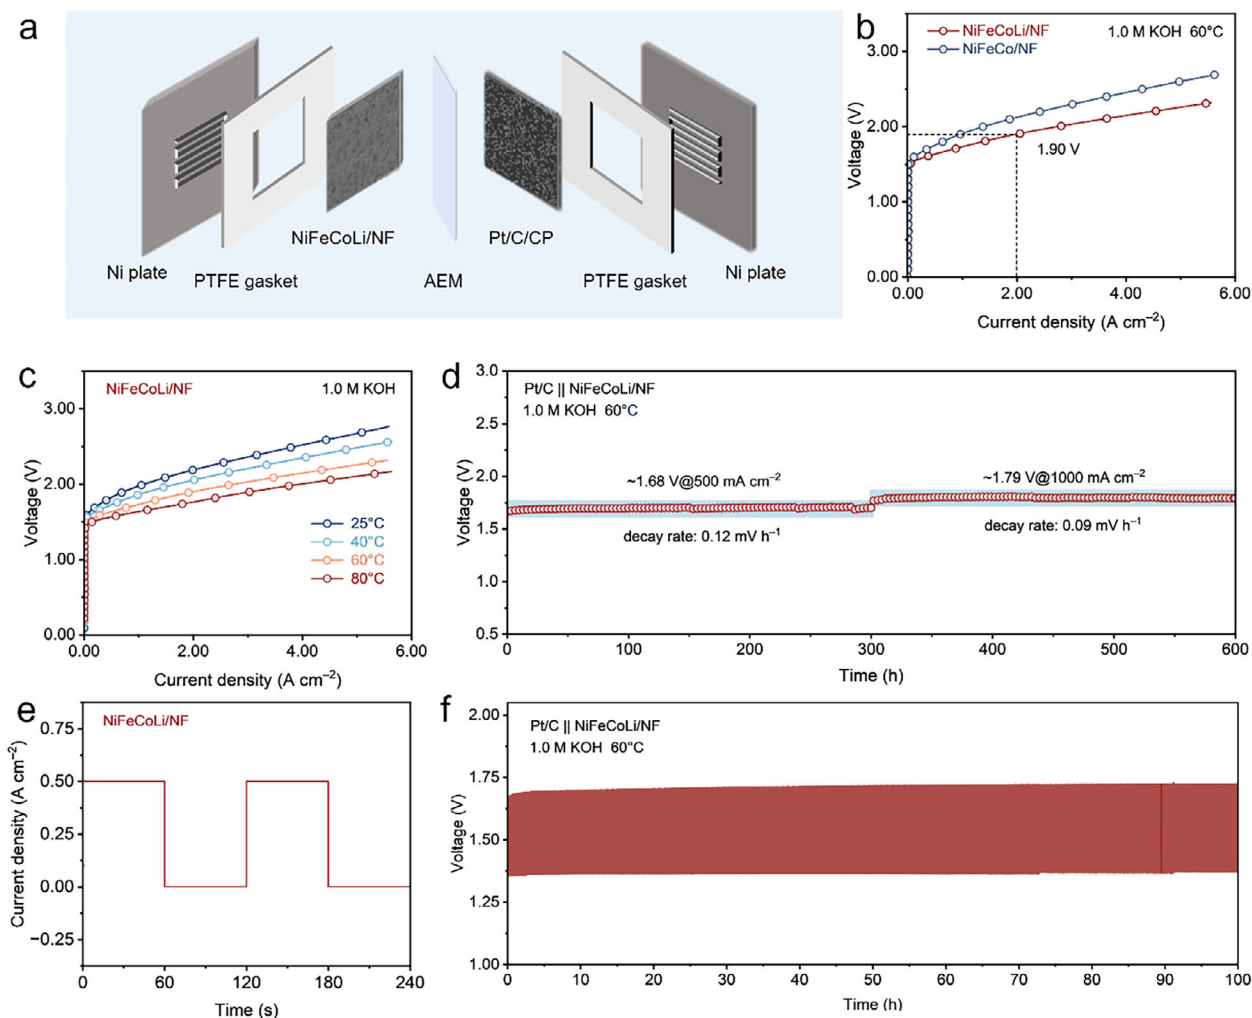 a
NiFeCoLi/NF
Pt/C/CP
Ni plate
PTFE gasket
AEM
PTFE gasket
Ni plate
b
NiFeCoLi/NF
NiFeCo/NF
1.0 M KOH 60°C
3.00
2.00
1.00
0.00
Voltage (V)
1.90 V
0.00 2.00 4.00 6.00
Current density (A cm⁻²)
c
NiFeCoLi/NF
1.0 M KOH
3.00
2.00
1.00
0.00
Voltage (V)
25°C
40°C
60°C
80°C
0.00 2.00 4.00 6.00
Current density (A cm⁻²)
d
Pt/C || NiFeCoLi/NF
1.0 M KOH 60°C
3.0
2.5
2.0
1.5
1.0
0.5
Voltage (V)
~1.68 V@500 mA cm⁻²
decay rate: 0.12 mV h⁻¹
~1.79 V@1000 mA cm⁻²
decay rate: 0.09 mV h⁻¹
0 100 200 300 400 500 600
Time (h)
e
NiFeCoLi/NF
0.75
0.50
0.25
0.00
−0.25
Current density (A cm⁻²)
0 60 120 180 240
Time (s)
f
Pt/C || NiFeCoLi/NF
1.0 M KOH 60°C
2.00
1.75
1.50
1.25
1.00
Voltage (V)
0 10 20 30 40 50 60 70 80 90 100
Time (h)